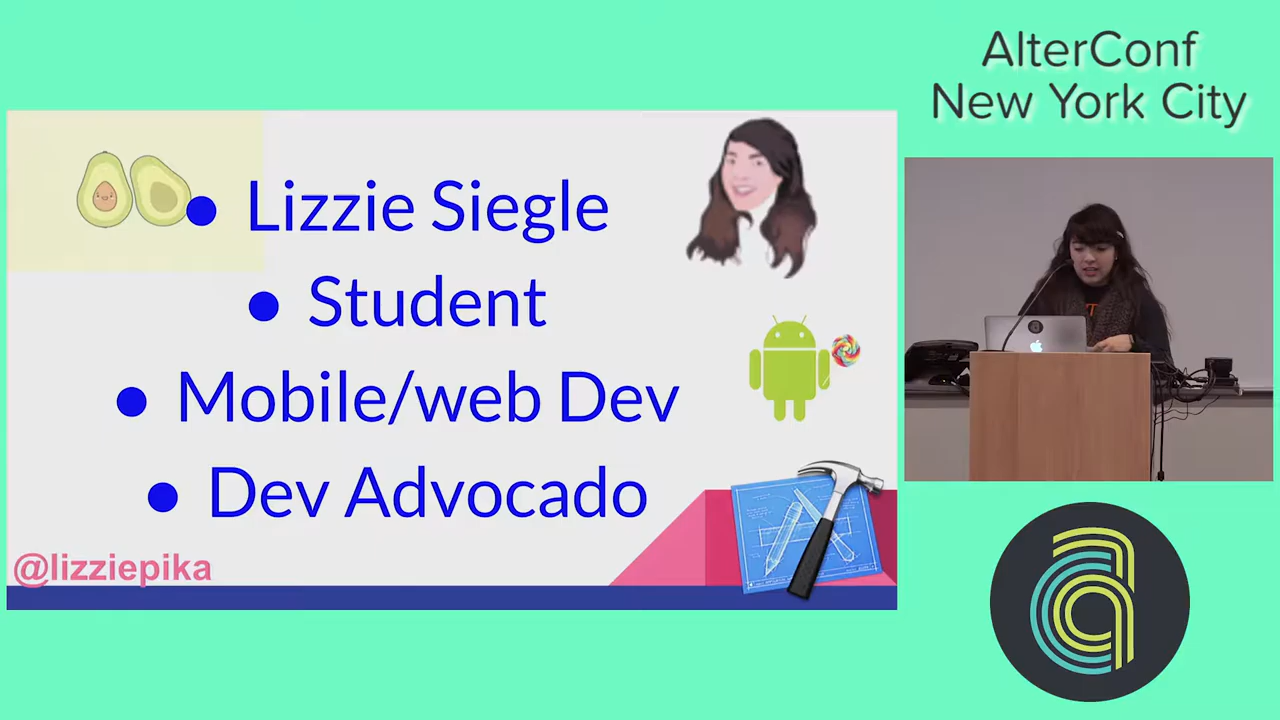 AlterConf
New York City
● Lizzie Siegle
● Student
● Mobile/web Dev
● Dev Advocado
@lizziepika